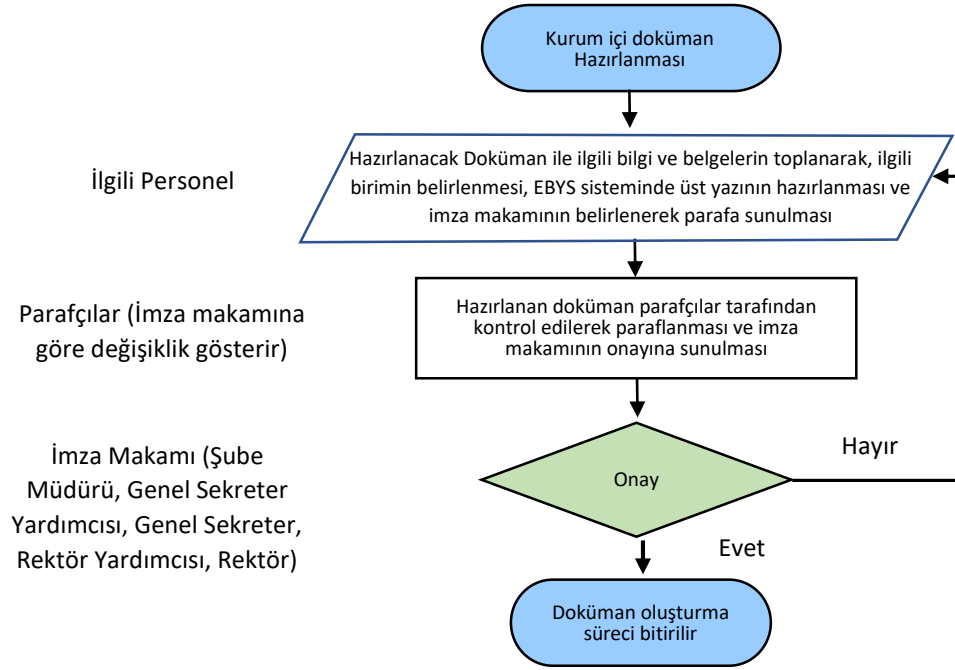 Kurum içi doküman
Hazırlanması
İlgili Personel
Hazırlanacak Doküman ile ilgili bilgi ve belgelerin toplanarak, ilgili
birimin belirlenmesi, EBYS sisteminde üst yazının hazırlanması ve
imza makamının belirlenerek parafa sunulması
Parafçılar (İmza makamına
göre değişiklik gösterir)
Hazırlanan doküman parafçılar tarafından
kontrol edilerek paraflanması ve imza
makamının onayına sunulması
İmza Makamı (Şube
Müdürü, Genel Sekreter
Yardımcısı, Genel Sekreter,
Rektör Yardımcısı, Rektör)
Onay
Hayır
Evet
Doküman oluşturma
süreci bitirilir